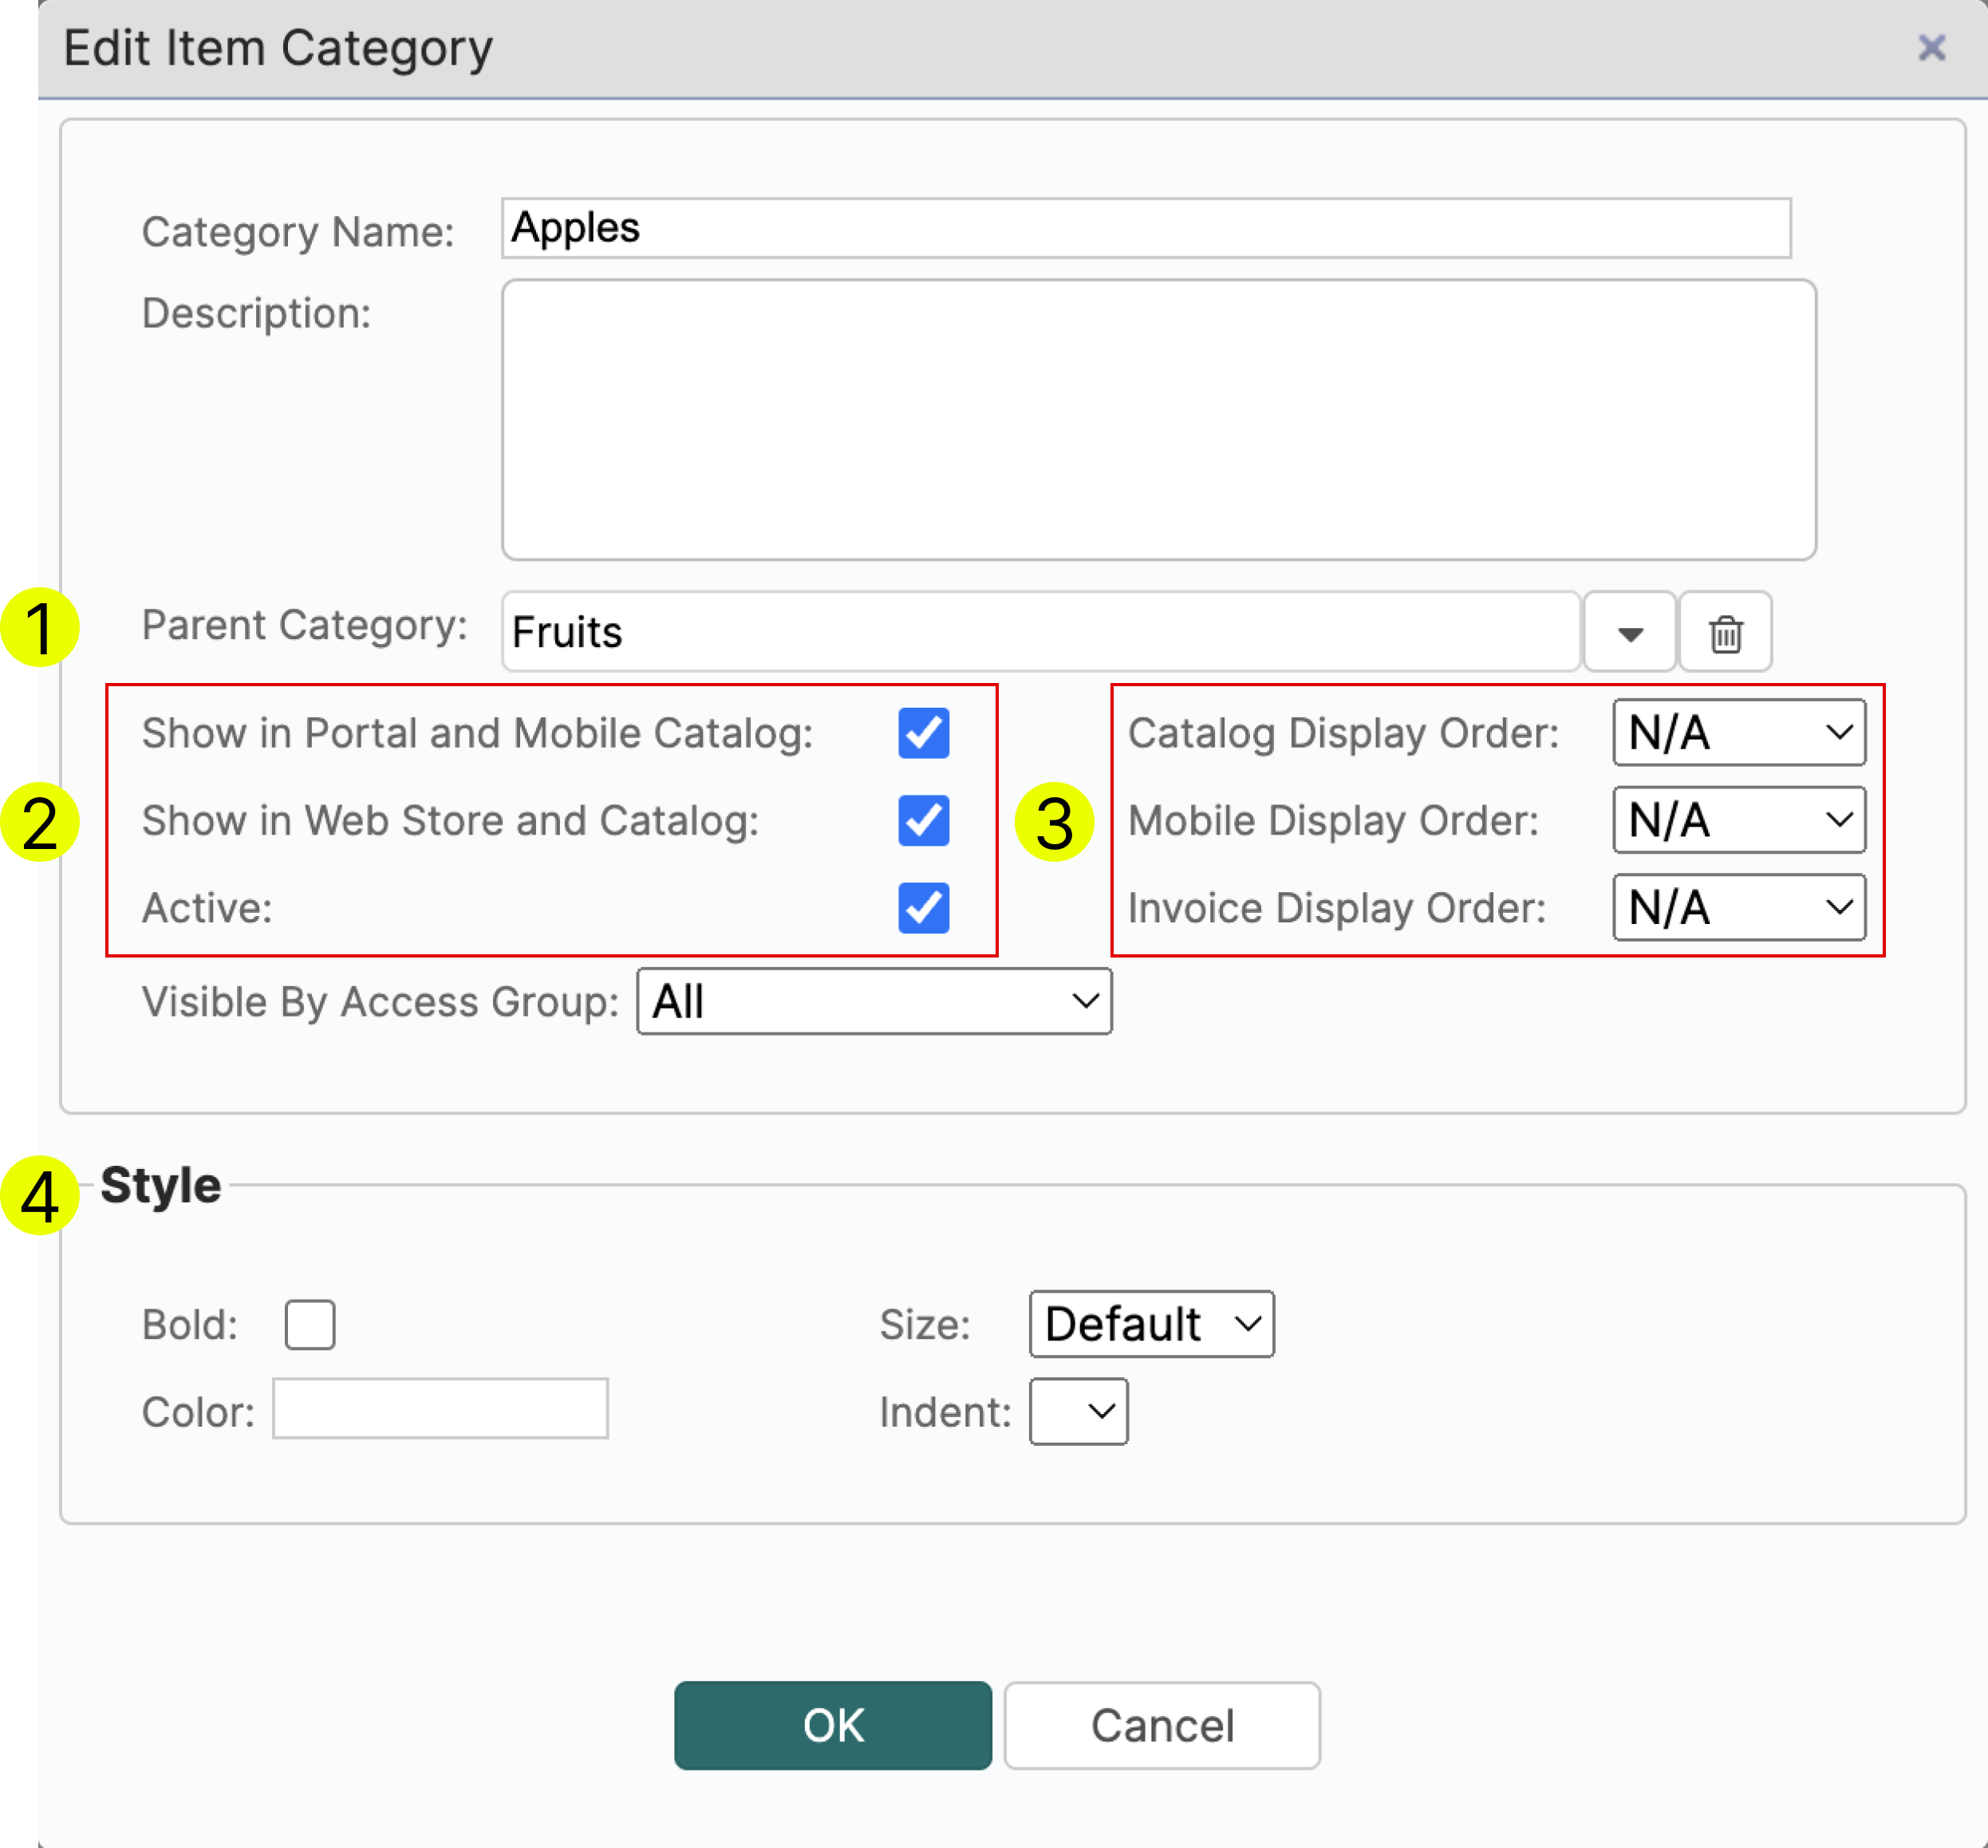 Edit Item Category
Category Name: Apples
Description:
1 Parent Category: Fruits
Show in Portal and Mobile Catalog: Catalog Display Order: N/A
2 Show in Web Store and Catalog: 3 Mobile Display Order: N/A
Active: Invoice Display Order: N/A
Visible By Access Group: All
4 Style
Bold: Size: Default
Color: Indent:
OK Cancel